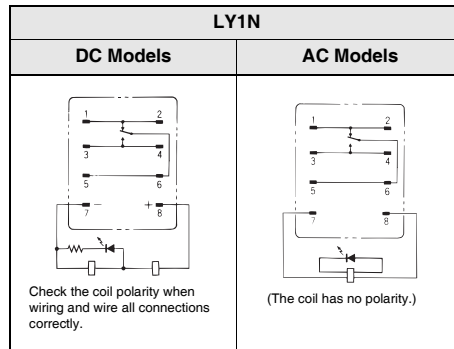 LY1N
DC Models
AC Models
1 2
3 4
5 6
7 − + 8
Check the coil polarity when
wiring and wire all connections
correctly.
1 2
3 4
5 6
7 8
(The coil has no polarity.)